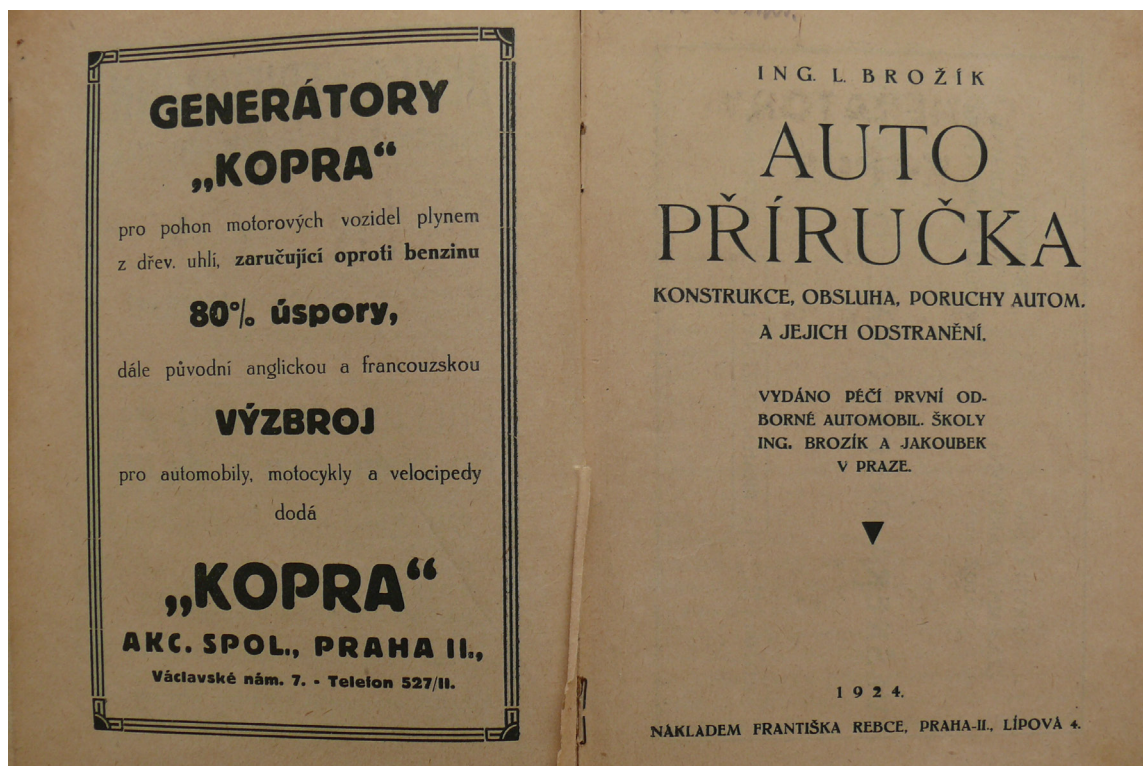 GENERÁTORY
„KOPRA“
pro pohon motorových vozidel plynem
z dřev. uhlí, zaručující oproti benzinu
80% úspory,
dále původní anglickou a francouzskou
VÝZBROJ
pro automobily, motocykly a velocipedy
dodá
„KOPRA“
AKC. SPOL., PRAHA II.,
Václavské nám. 7. - Telefon 527/II.
ING. L. BROŽÍK
AUTO
PŘÍRUČKA
KONSTRUKCE, OBSLUHA, PORUCHY AUTOM.
A JEJICH ODSTRANĚNÍ.
VYDÁNO PÉČÍ PRVNÍ OD-
BORNÉ AUTOMOBIL. ŠKOLY
ING. BROZÍK A JAKOUBEK
V PRAZE.
1924.
NÁKLADEM FRANTIŠKA REBCE, PRAHA-II., LÍPOVÁ 4.